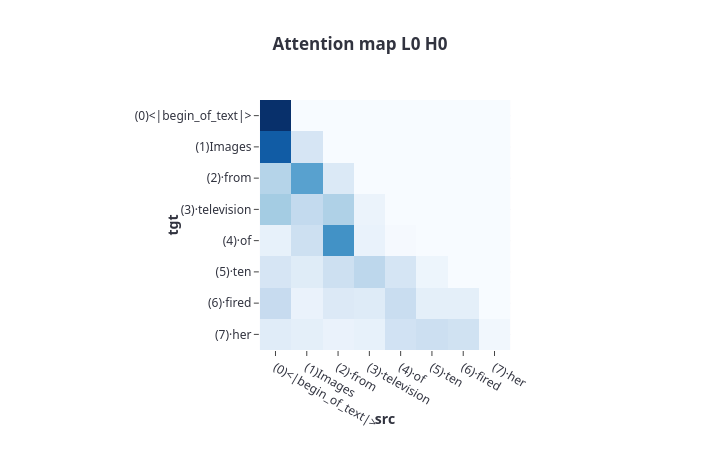 Attention map L0 H0
(0)<|begin_of_text|>
(1)Images
(2)·from
(3)·television
(4)·of
(5)·ten
(6)·fired
(7)·her
tgt
(0)<|begin_of_text|>
(1)Images
(2)·from
(3)·television
(4)·of
(5)·ten
(6)·fired
(7)·her
src